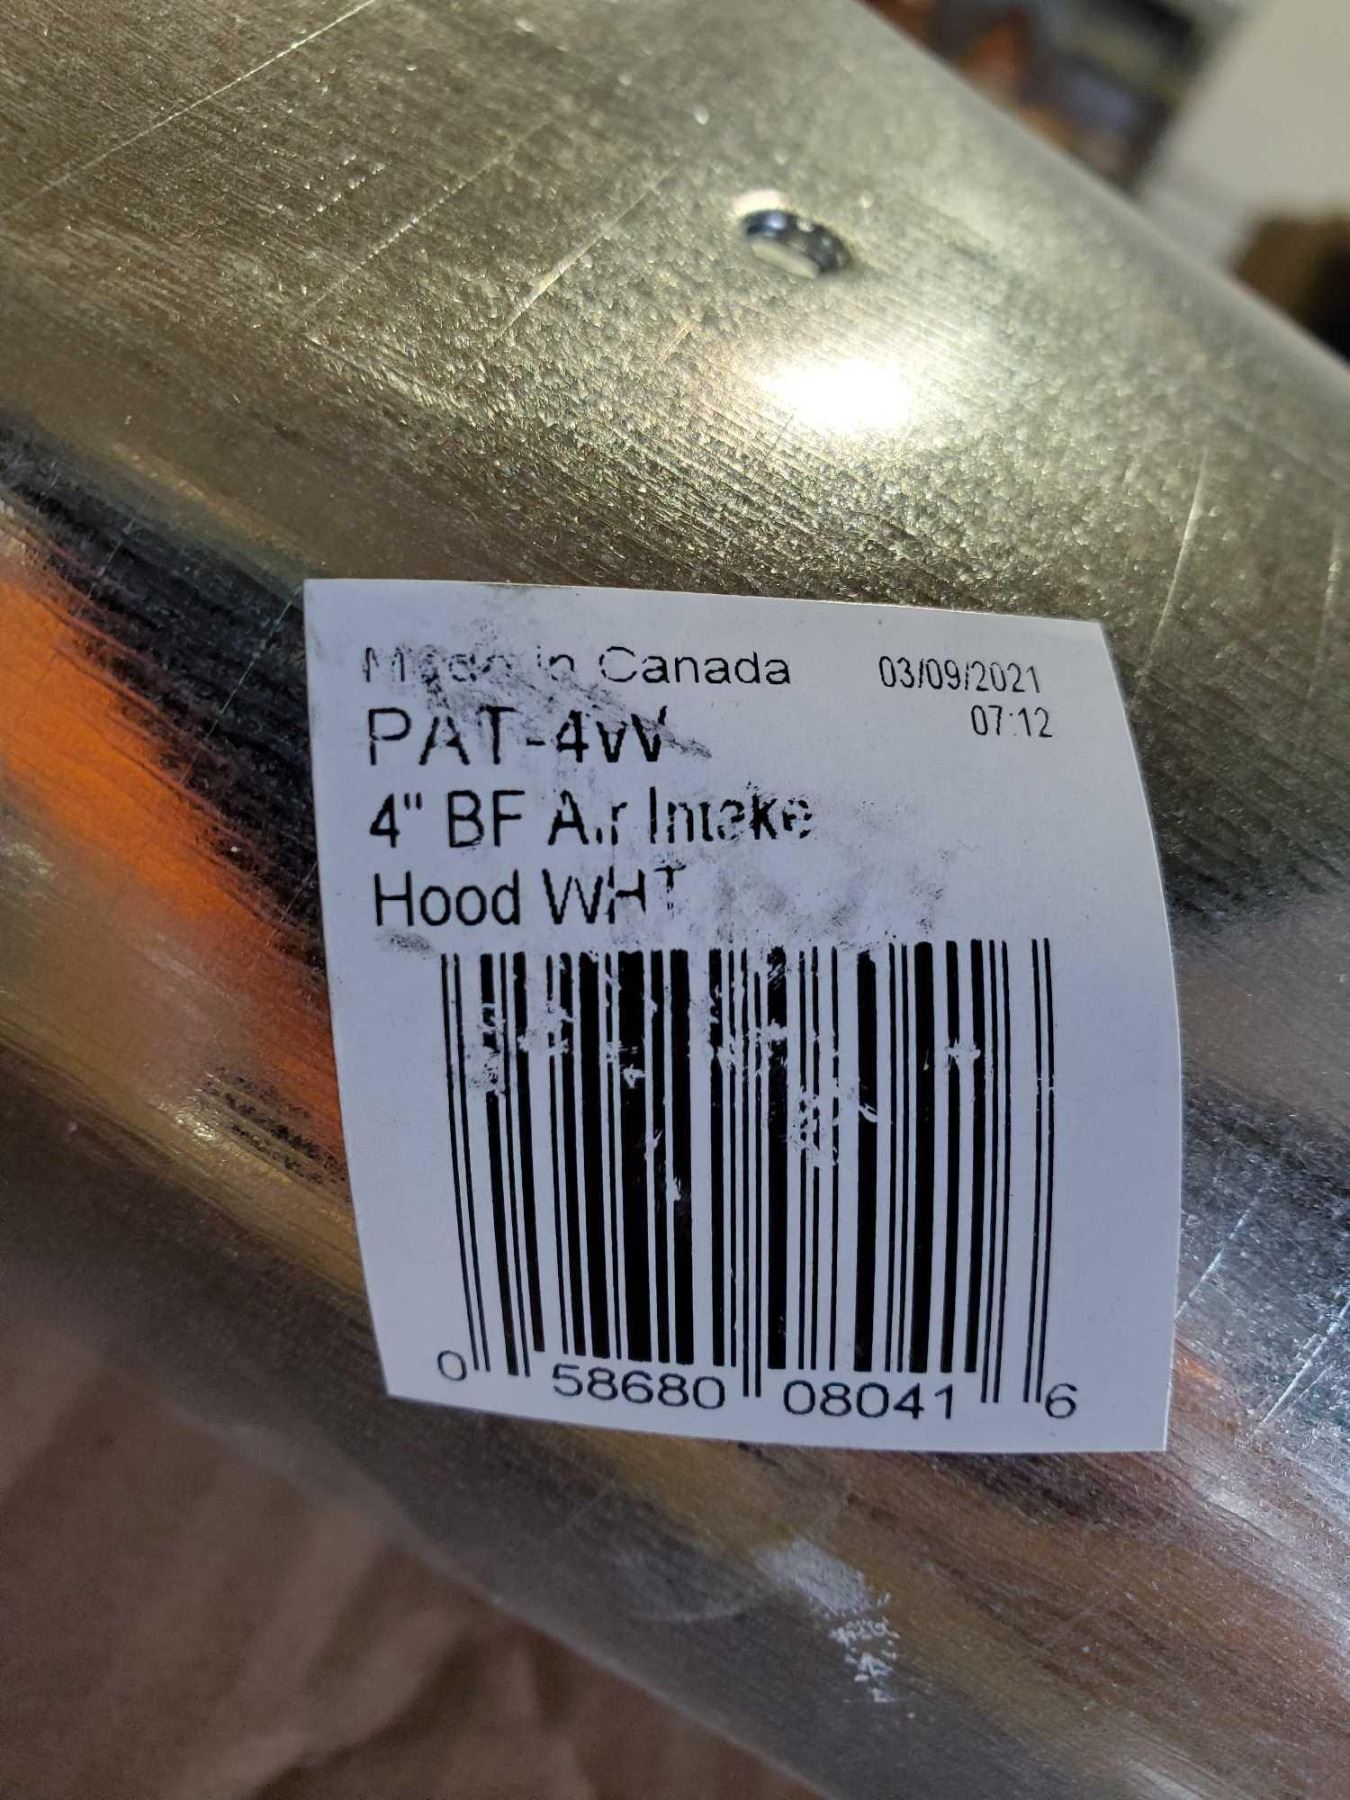 Made in Canada 03/09/2021
PAT-4W 07:12
4" BF Air Intake
Hood WHT
0 58680 08041 6